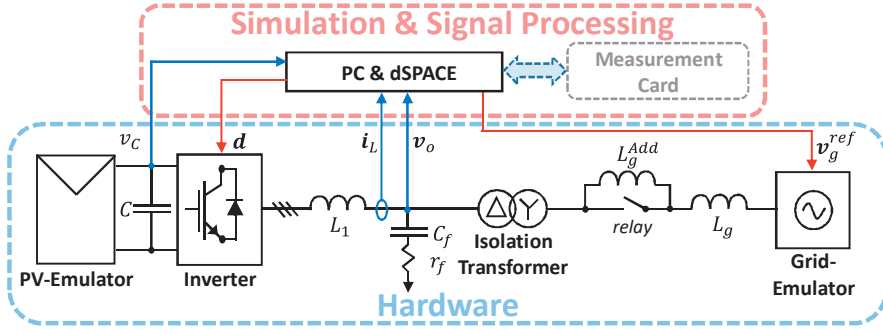 Simulation & Signal Processing
PC & dSPACE
Measurement
Card
v_C
d
i_L
v_o
L_g^{Add}
v_g^{ref}
C
L_1
C_f
r_f
Isolation
Transformer
relay
L_g
PV-Emulator
Inverter
Grid-
Emulator
Hardware